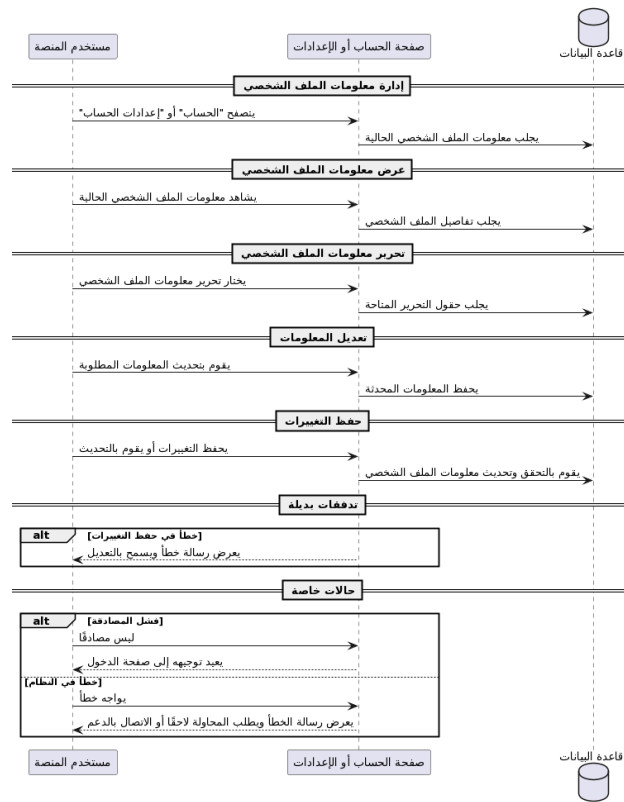 قاعدة البيانات
صفحة الحساب أو الإعدادات
مستخدم المنصة
إدارة معلومات الملف الشخصي
يتصفح "الحساب" أو "إعدادات الحساب"
يجلب معلومات الملف الشخصي الحالية
عرض معلومات الملف الشخصي
يشاهد معلومات الملف الشخصي الحالية
يجلب تفاصيل الملف الشخصي
تحرير معلومات الملف الشخصي
يختار تحرير معلومات الملف الشخصي
يجلب حقول التحرير المتاحة
تعديل المعلومات
يقوم بتحديث المعلومات المطلوبة
يحفظ المعلومات المحدثة
حفظ التغييرات
يحفظ التغييرات أو يقوم بالتحديث
يقوم بالتحقق وتحديث معلومات الملف الشخصي
تدفقات بديلة
alt [خطأ في حفظ التغييرات]
يعرض رسالة خطأ ويسمح بالتعديل
حالات خاصة
alt [فشل المصادقة]
ليس مصادقًا
يعيد توجيهه إلى صفحة الدخول
[خطأ في النظام]
يواجه خطأ
يعرض رسالة الخطأ ويطلب المحاولة لاحقًا أو الاتصال بالدعم
قاعدة البيانات
صفحة الحساب أو الإعدادات
مستخدم المنصة